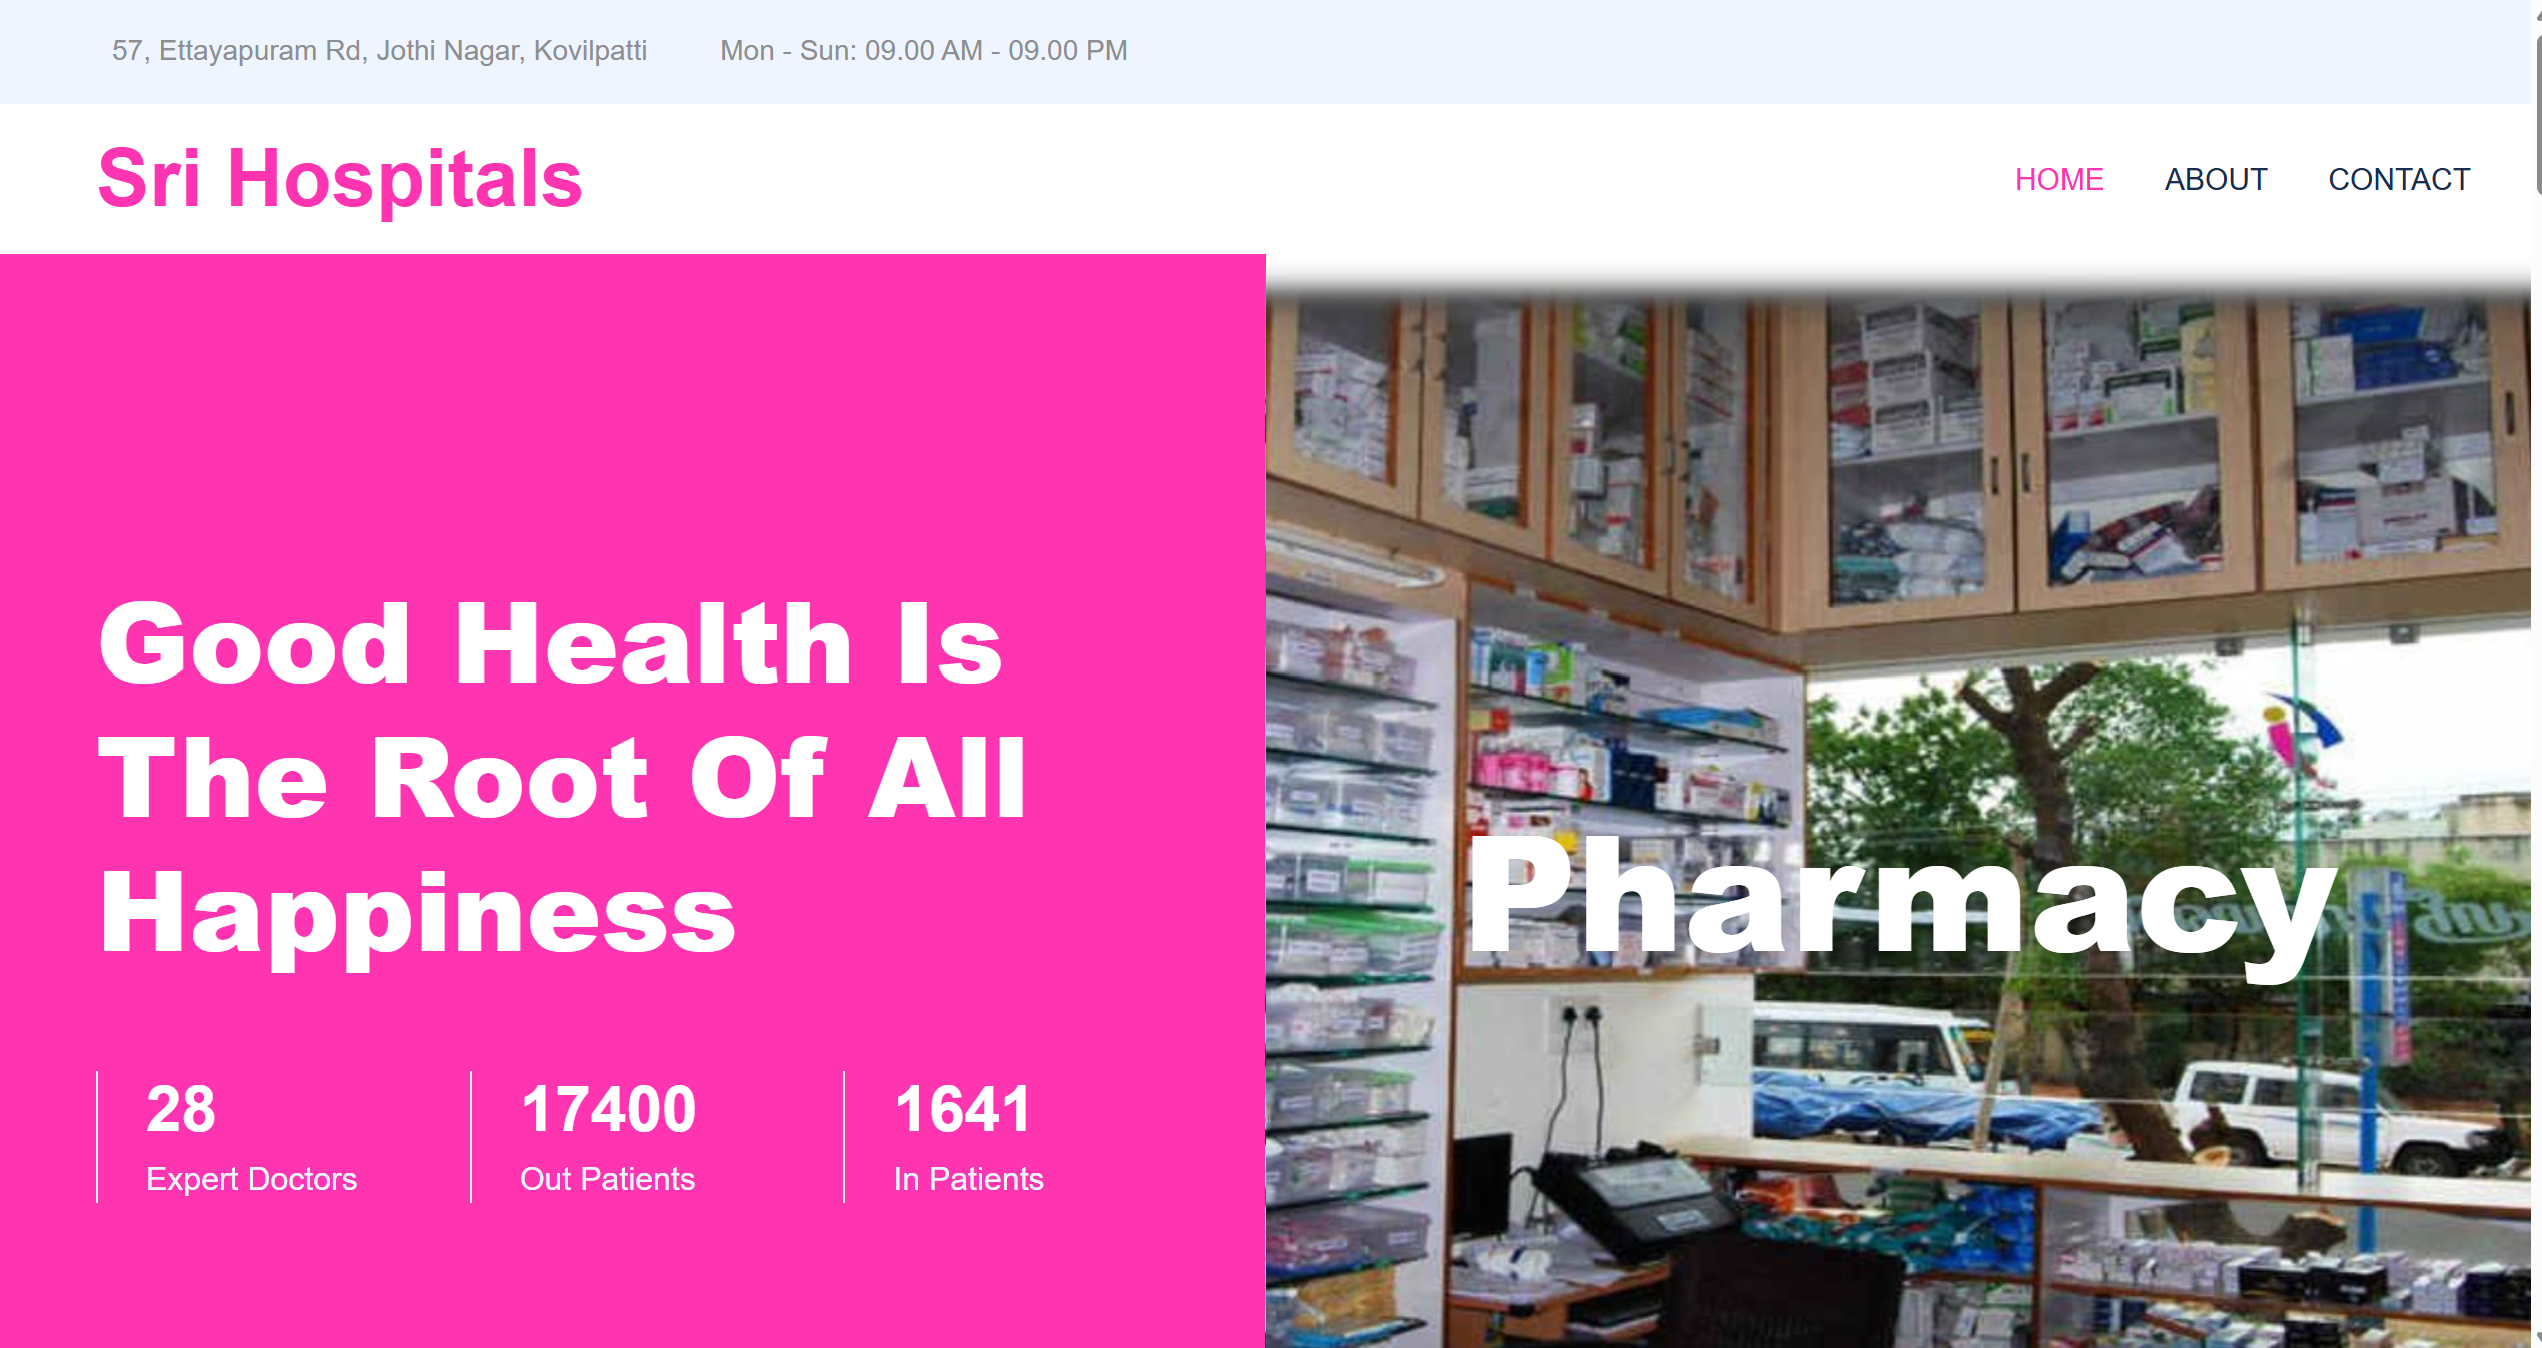 57, Ettayapuram Rd, Jothi Nagar, Kovilpatti
Mon - Sun: 09.00 AM - 09.00 PM
Sri Hospitals
HOME
ABOUT
CONTACT
Good Health Is
The Root Of All
Happiness
28
Expert Doctors
17400
Out Patients
1641
In Patients
Pharmacy